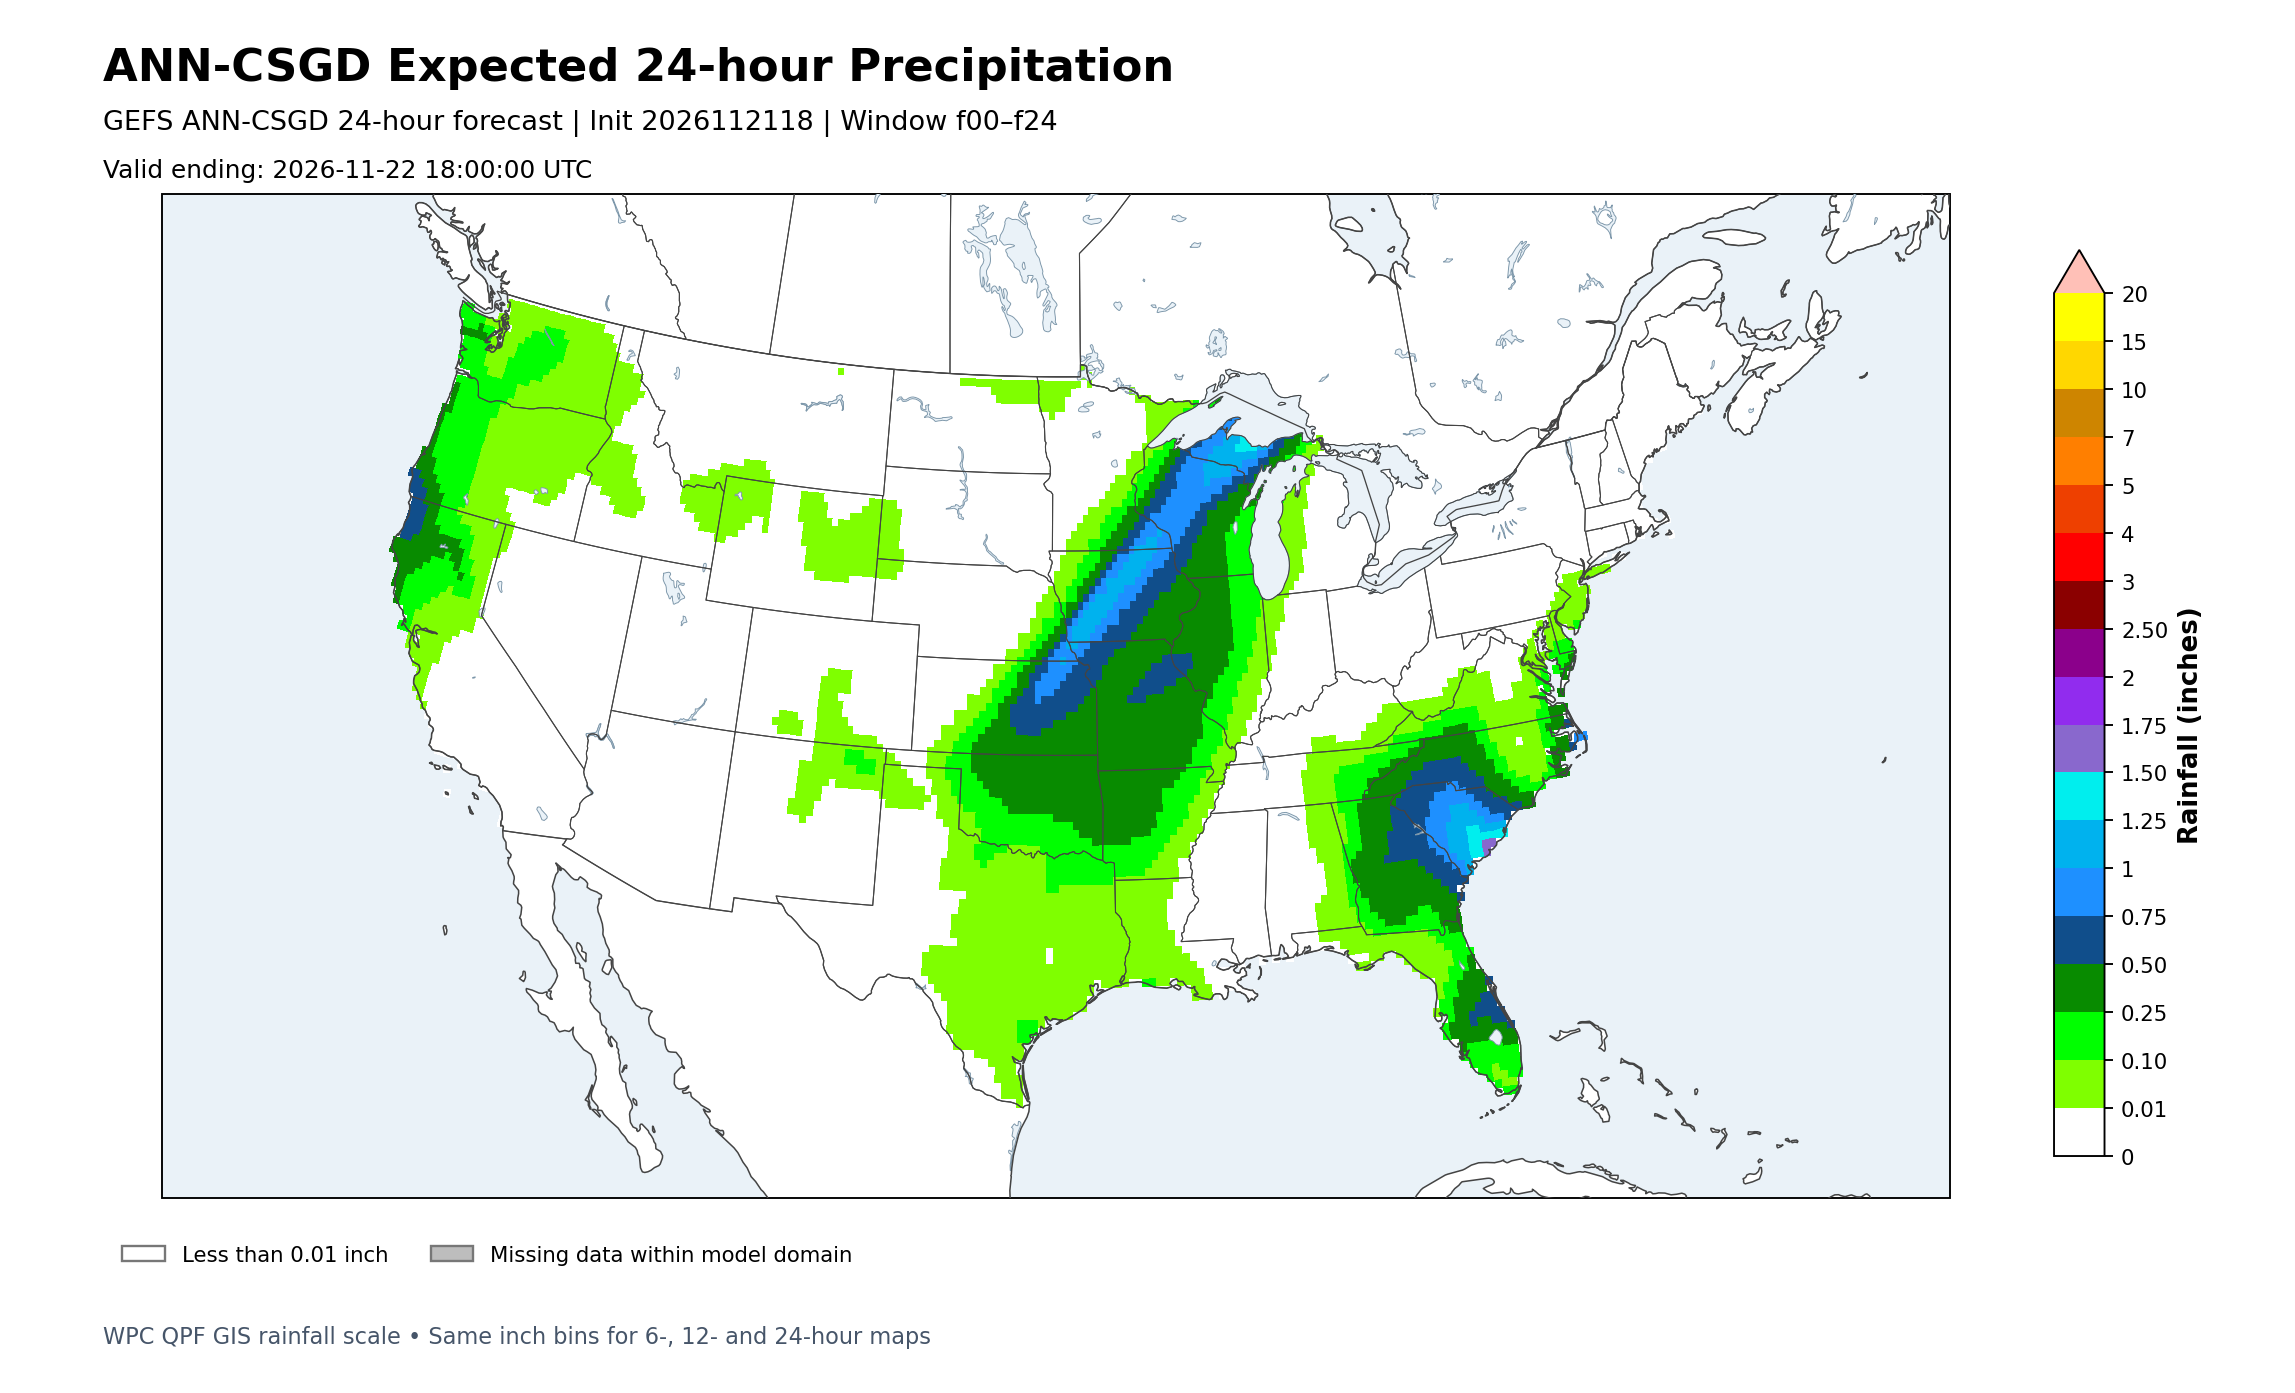 ANN-CSGD Expected 24-hour Precipitation
GEFS ANN-CSGD 24-hour forecast | Init 2026112118 | Window f00–f24
Valid ending: 2026-11-22 18:00:00 UTC
20
15
10
7
5
4
3
2.50
2
1.75
1.50
1.25
1
0.75
0.50
0.25
0.10
0.01
0
Rainfall (inches)
Less than 0.01 inch
Missing data within model domain
WPC QPF GIS rainfall scale • Same inch bins for 6-, 12- and 24-hour maps